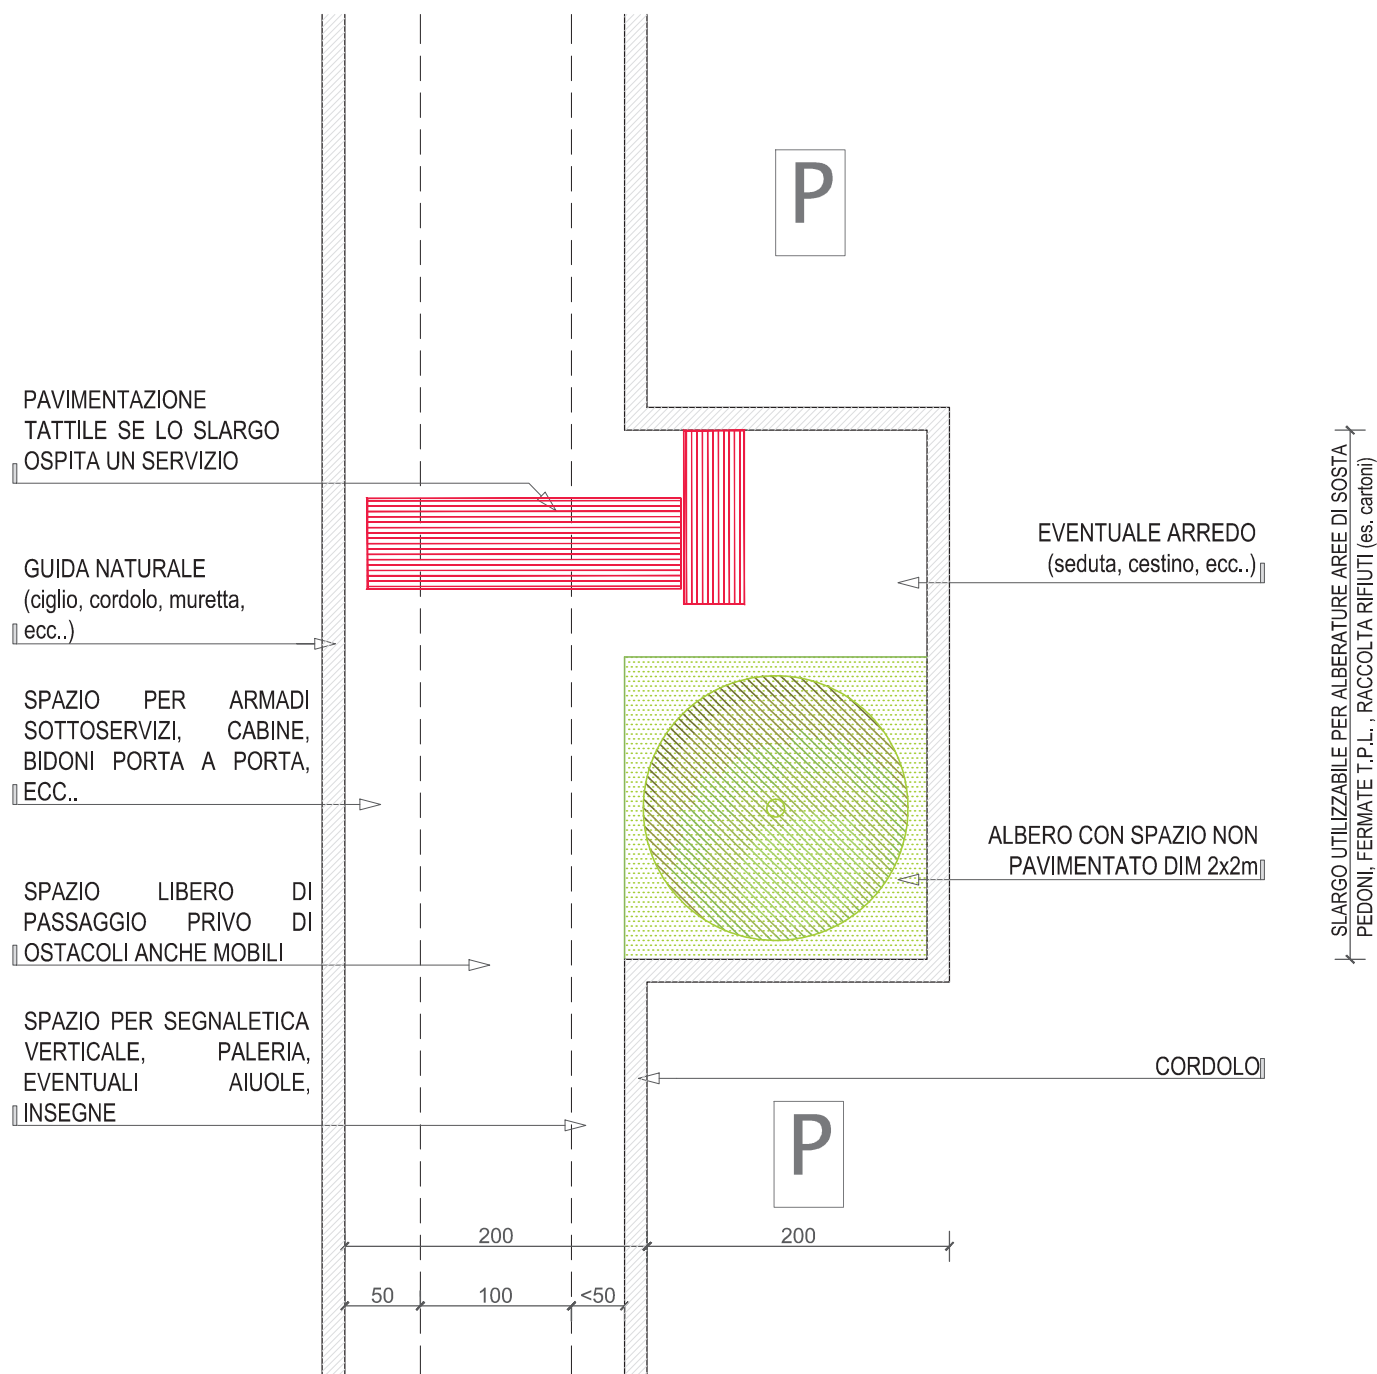 P
PAVIMENTAZIONE
TATTILE SE LO SLARGO
OSPITA UN SERVIZIO
GUIDA NATURALE
(ciglio, cordolo, muretta,
ecc..)
SPAZIO PER ARMADI
SOTTOSERVIZI, CABINE,
BIDONI PORTA A PORTA,
ECC..
SPAZIO LIBERO DI
PASSAGGIO PRIVO DI
OSTACOLI ANCHE MOBILI
SPAZIO PER SEGNALETICA
VERTICALE, PALERIA,
EVENTUALI AIUOLE,
INSEGNE
EVENTUALE ARREDO
(seduta, cestino, ecc..)
ALBERO CON SPAZIO NON
PAVIMENTATO DIM 2x2m
CORDOLO
SLARGO UTILIZZABILE PER ALBERATURE AREE DI SOSTA
PEDONI, FERMATE T.P.L. , RACCOLTA RIFIUTI (es. cartoni)
P
200
200
50
100
<50